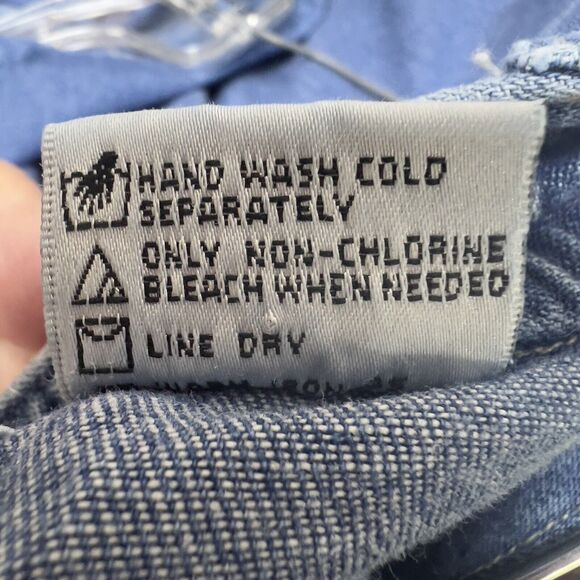 HAND WASH COLD
SEPARATELY
ONLY NON-CHLORINE
BLEACH WHEN NEEDED
LINE DRY